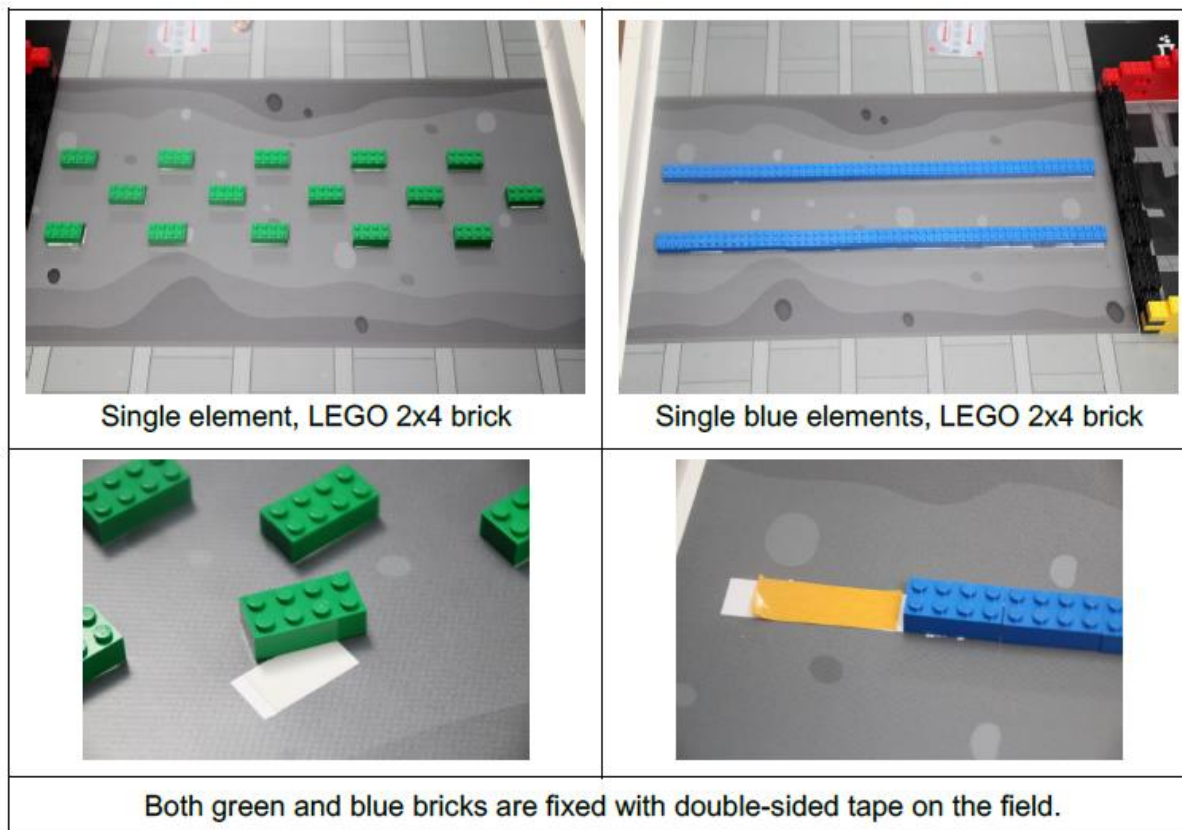 Single element, LEGO 2x4 brick
Single blue elements, LEGO 2x4 brick
Both green and blue bricks are fixed with double-sided tape on the field.